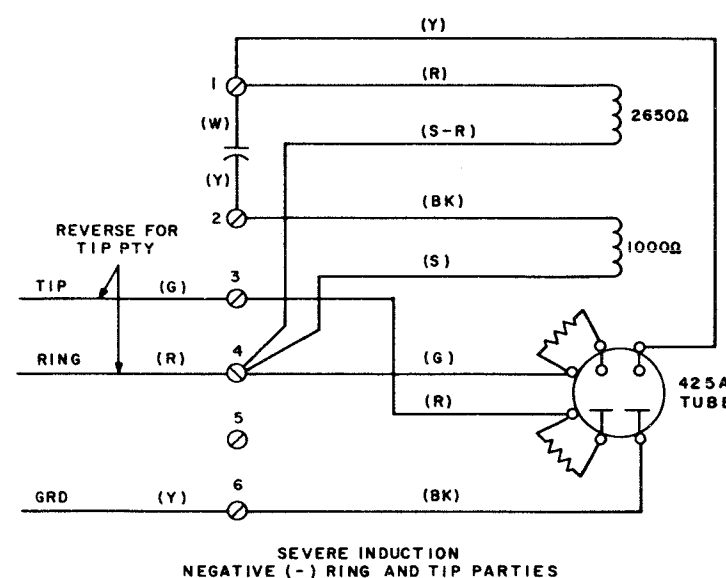 (Y)
1
(R)
(W)
2650Ω
(S-R)
(Y)
2
(BK)
REVERSE FOR
TIP PTY
1000Ω
3
(S)
TIP
(G)
4
RING
(R)
(G)
425A
TUBE
(R)
5
6
GRD
(Y)
(BK)
SEVERE INDUCTION
NEGATIVE (-) RING AND TIP PARTIES